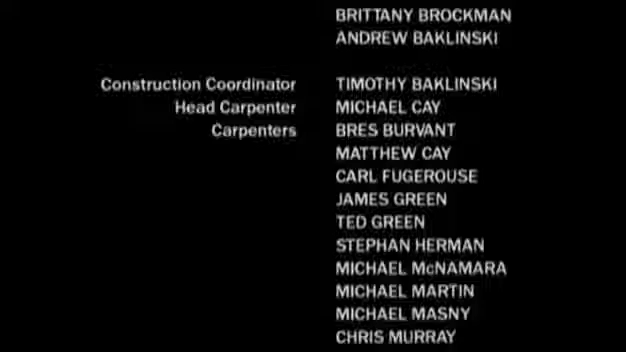 BRITTANY BROCKMAN
ANDREW BAKLINSKI
Construction Coordinator TIMOTHY BAKLINSKI
Head Carpenter MICHAEL CAY
Carpenters BRES BURVANT
MATTHEW CAY
CARL FUGEROUSE
JAMES GREEN
TED GREEN
STEPHAN HERMAN
MICHAEL McNAMARA
MICHAEL MARTIN
MICHAEL MASNY
CHRIS MURRAY